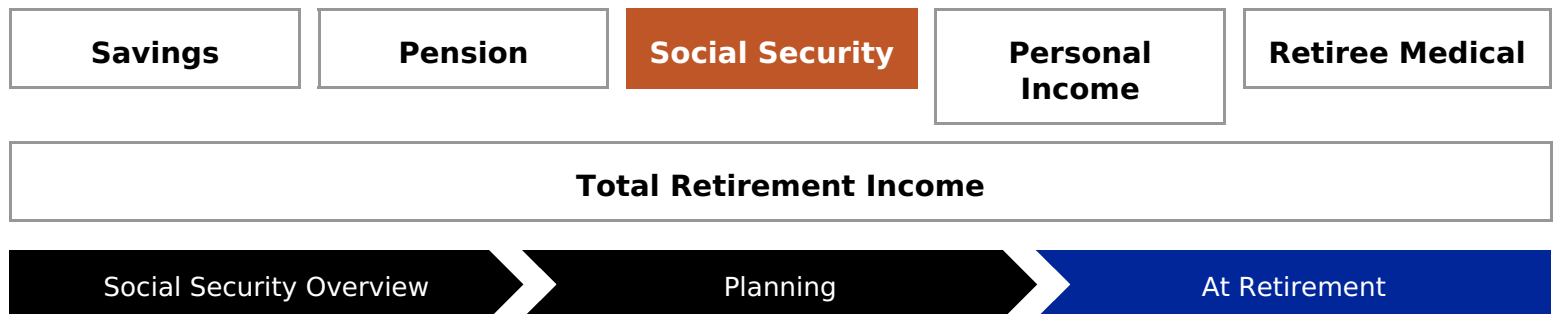 Savings
Pension
Social Security
Personal
Income
Retiree Medical
Total Retirement Income
Social Security Overview
Planning
At Retirement